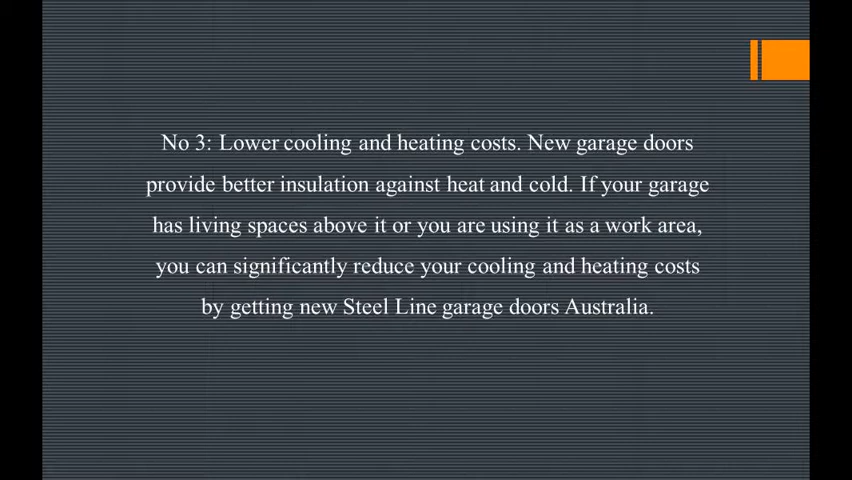 No 3: Lower cooling and heating costs. New garage doors
provide better insulation against heat and cold. If your garage
has living spaces above it or you are using it as a work area,
you can significantly reduce your cooling and heating costs
by getting new Steel Line garage doors Australia.